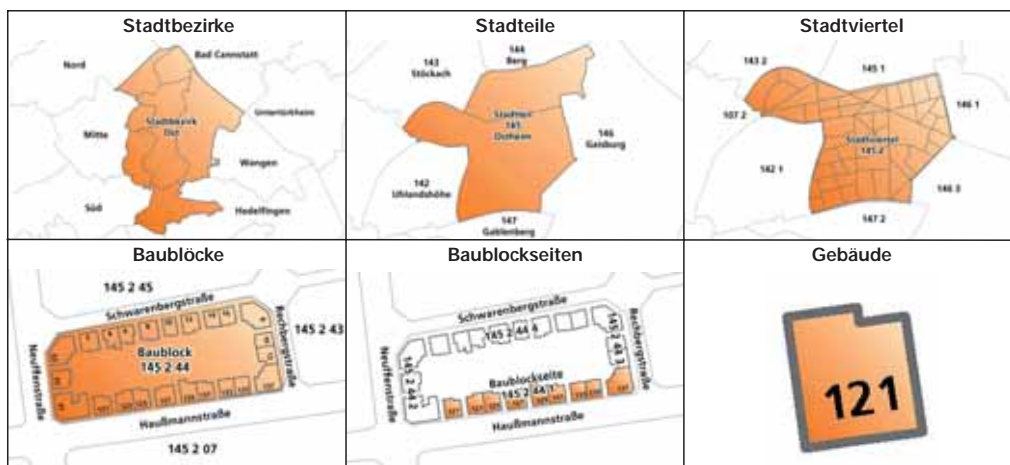 Stadtbezirke
Nord
Bad Cannstatt
Untertürkheim
Stadtbezirk
Ost
Mitte
Wangen
Süd
Hedelfingen
Stadteile
144
Berg
143
Stöckach
Stadtteil
145
Ostheim
146
Gaisburg
142
Uhlandshöhe
147
Gablenberg
Stadtviertel
143 2
145 1
107 2
146 1
Stadtviertel
145 2
142 1
146 3
147 2
Baublöcke
145 2 45
Schwarenbergstraße
Rechbergstraße
145 2 43
Neuffenstraße
Baublock
145 2 44
Haußmannstraße
145 2 07
Baublockseiten
Schwarenbergstraße
145 2 44 4
Rechbergstraße
145 2 44 3
Neuffenstraße
145 2 44 2
Baublockseite
145 2 44 1
Haußmannstraße
Gebäude
121